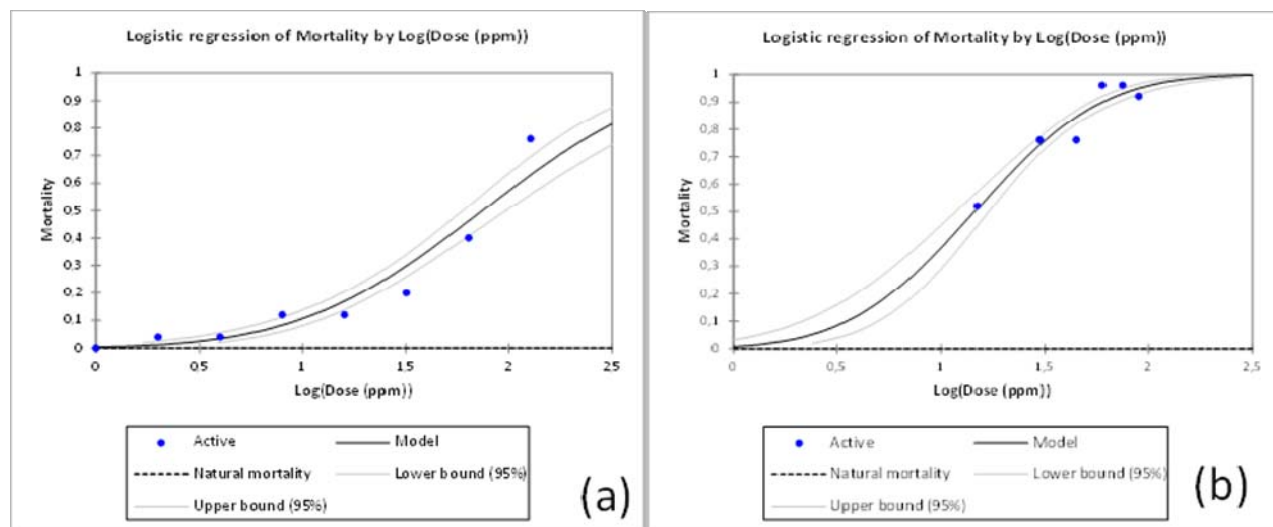 Logistic regression of Mortality by Log(Dose (ppm))
1
0,9
0,8
0,7
0,6
0,5
0,4
0,3
0,2
0,1
0
Mortality
0 0,5 1 1,5 2 2,5
Log(Dose (ppm))
Active Model
Natural mortality Lower bound (95%)
Upper bound (95%)
(a)
Logistic regression of Mortality by Log(Dose (ppm))
1
0,9
0,8
0,7
0,6
0,5
0,4
0,3
0,2
0,1
0
Mortality
0 0,5 1 1,5 2 2,5
Log(Dose (ppm))
Active Model
Natural mortality Lower bound (95%)
Upper bound (95%)
(b)